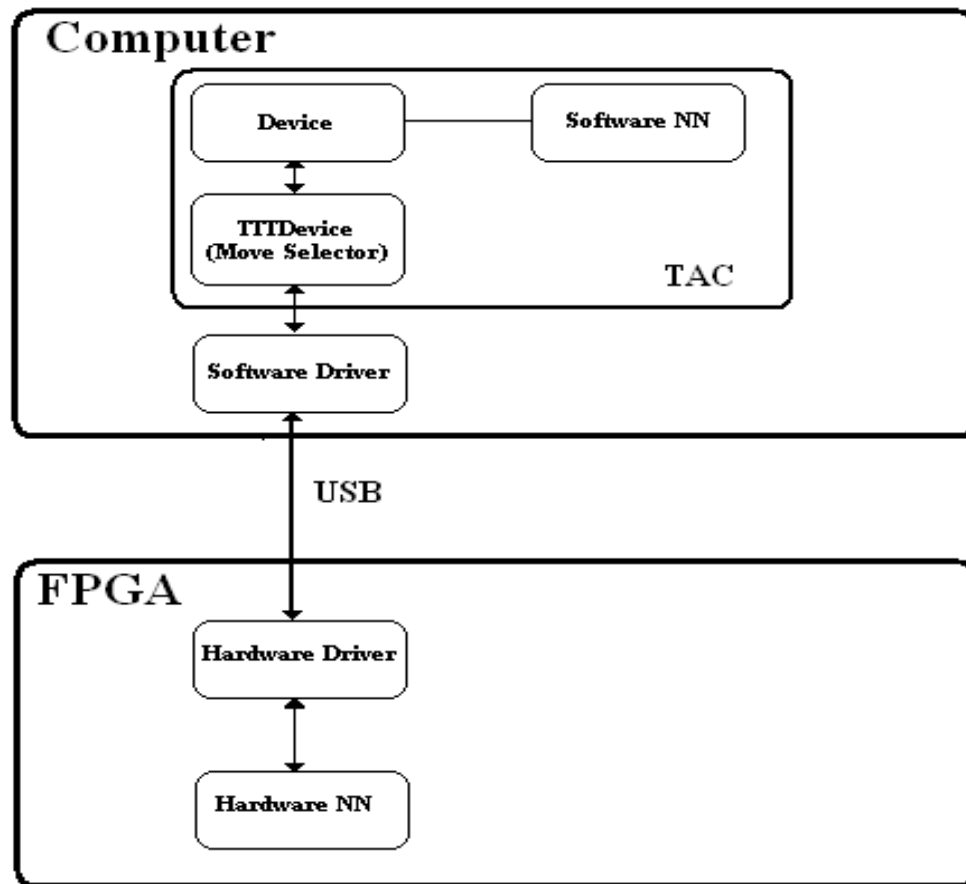 Computer
Device
Software NN
TTTDevice
(Move Selector)
TAC
Software Driver
USB
FPGA
Hardware Driver
Hardware NN